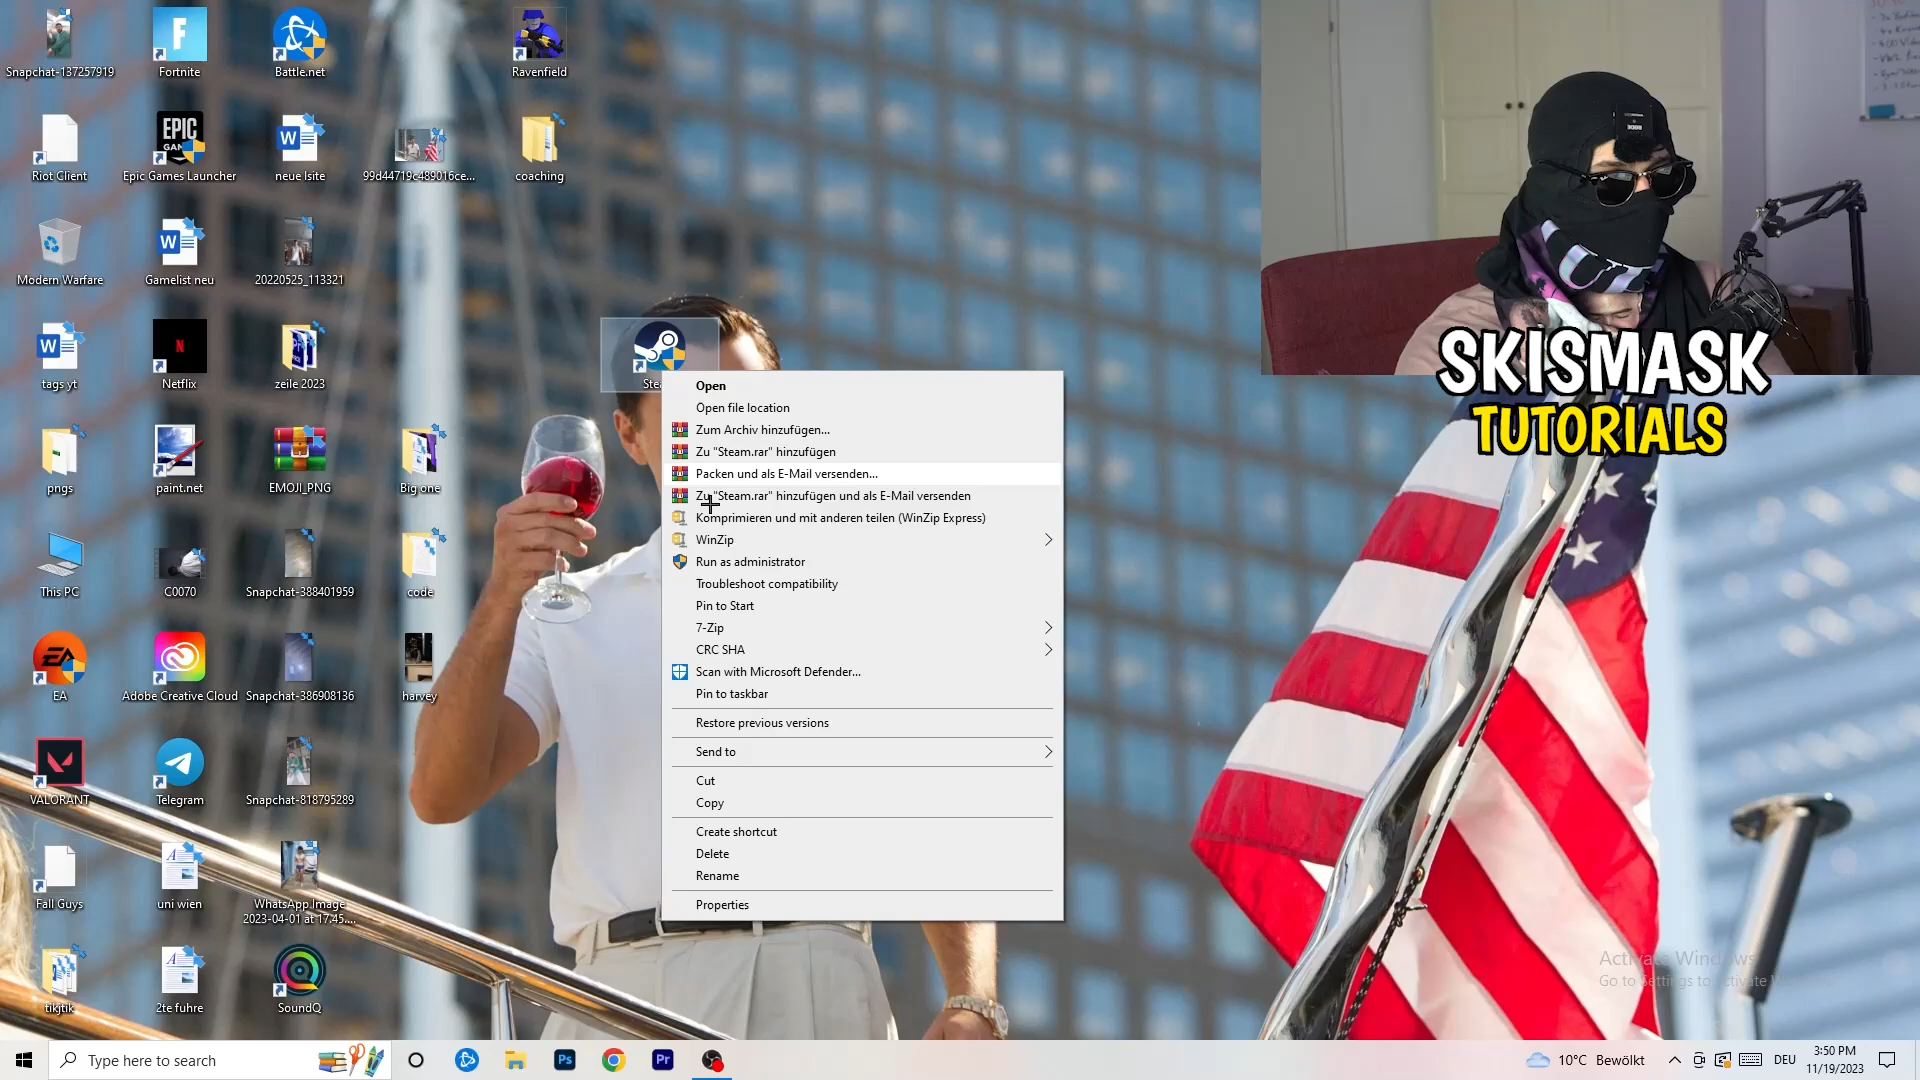 Snapchat-137257919
Fortnite
Battle.net
Ravenfield
Riot Client
EPIC
Epic Games Launcher
neue lsite
99d44719c489016ce...
coaching
Modern Warfare
Gamelist neu
20220525_113321
tags yt
Netflix
zeile 2023
pngs
paint.net
EMOJI_PNG
Big one
This PC
C0070
Snapchat-388401959
code
EA
Adobe Creative Cloud
Snapchat-386908136
harvey
VALORANT
Telegram
Snapchat-818795289
Fall Guys
uni wien
WhatsApp Image
2023-04-01 at 17.45....
tikjtik
2te fuhre
SoundQ
Open
Open file location
Zum Archiv hinzufügen...
Zu "Steam.rar" hinzufügen
Packen und als E-Mail versenden...
Zu "Steam.rar" hinzufügen und als E-Mail versenden
Komprimieren und mit anderen teilen (WinZip Express)
WinZip
Run as administrator
Troubleshoot compatibility
Pin to Start
7-Zip
CRC SHA
Scan with Microsoft Defender...
Pin to taskbar
Restore previous versions
Send to
Cut
Copy
Create shortcut
Delete
Rename
Properties
SKISMASK
TUTORIALS
Activate Windows
Go to Settings to activate
Type here to search
Ps
Pr
10°C Bewölkt
DEU
3:50 PM
11/19/2023